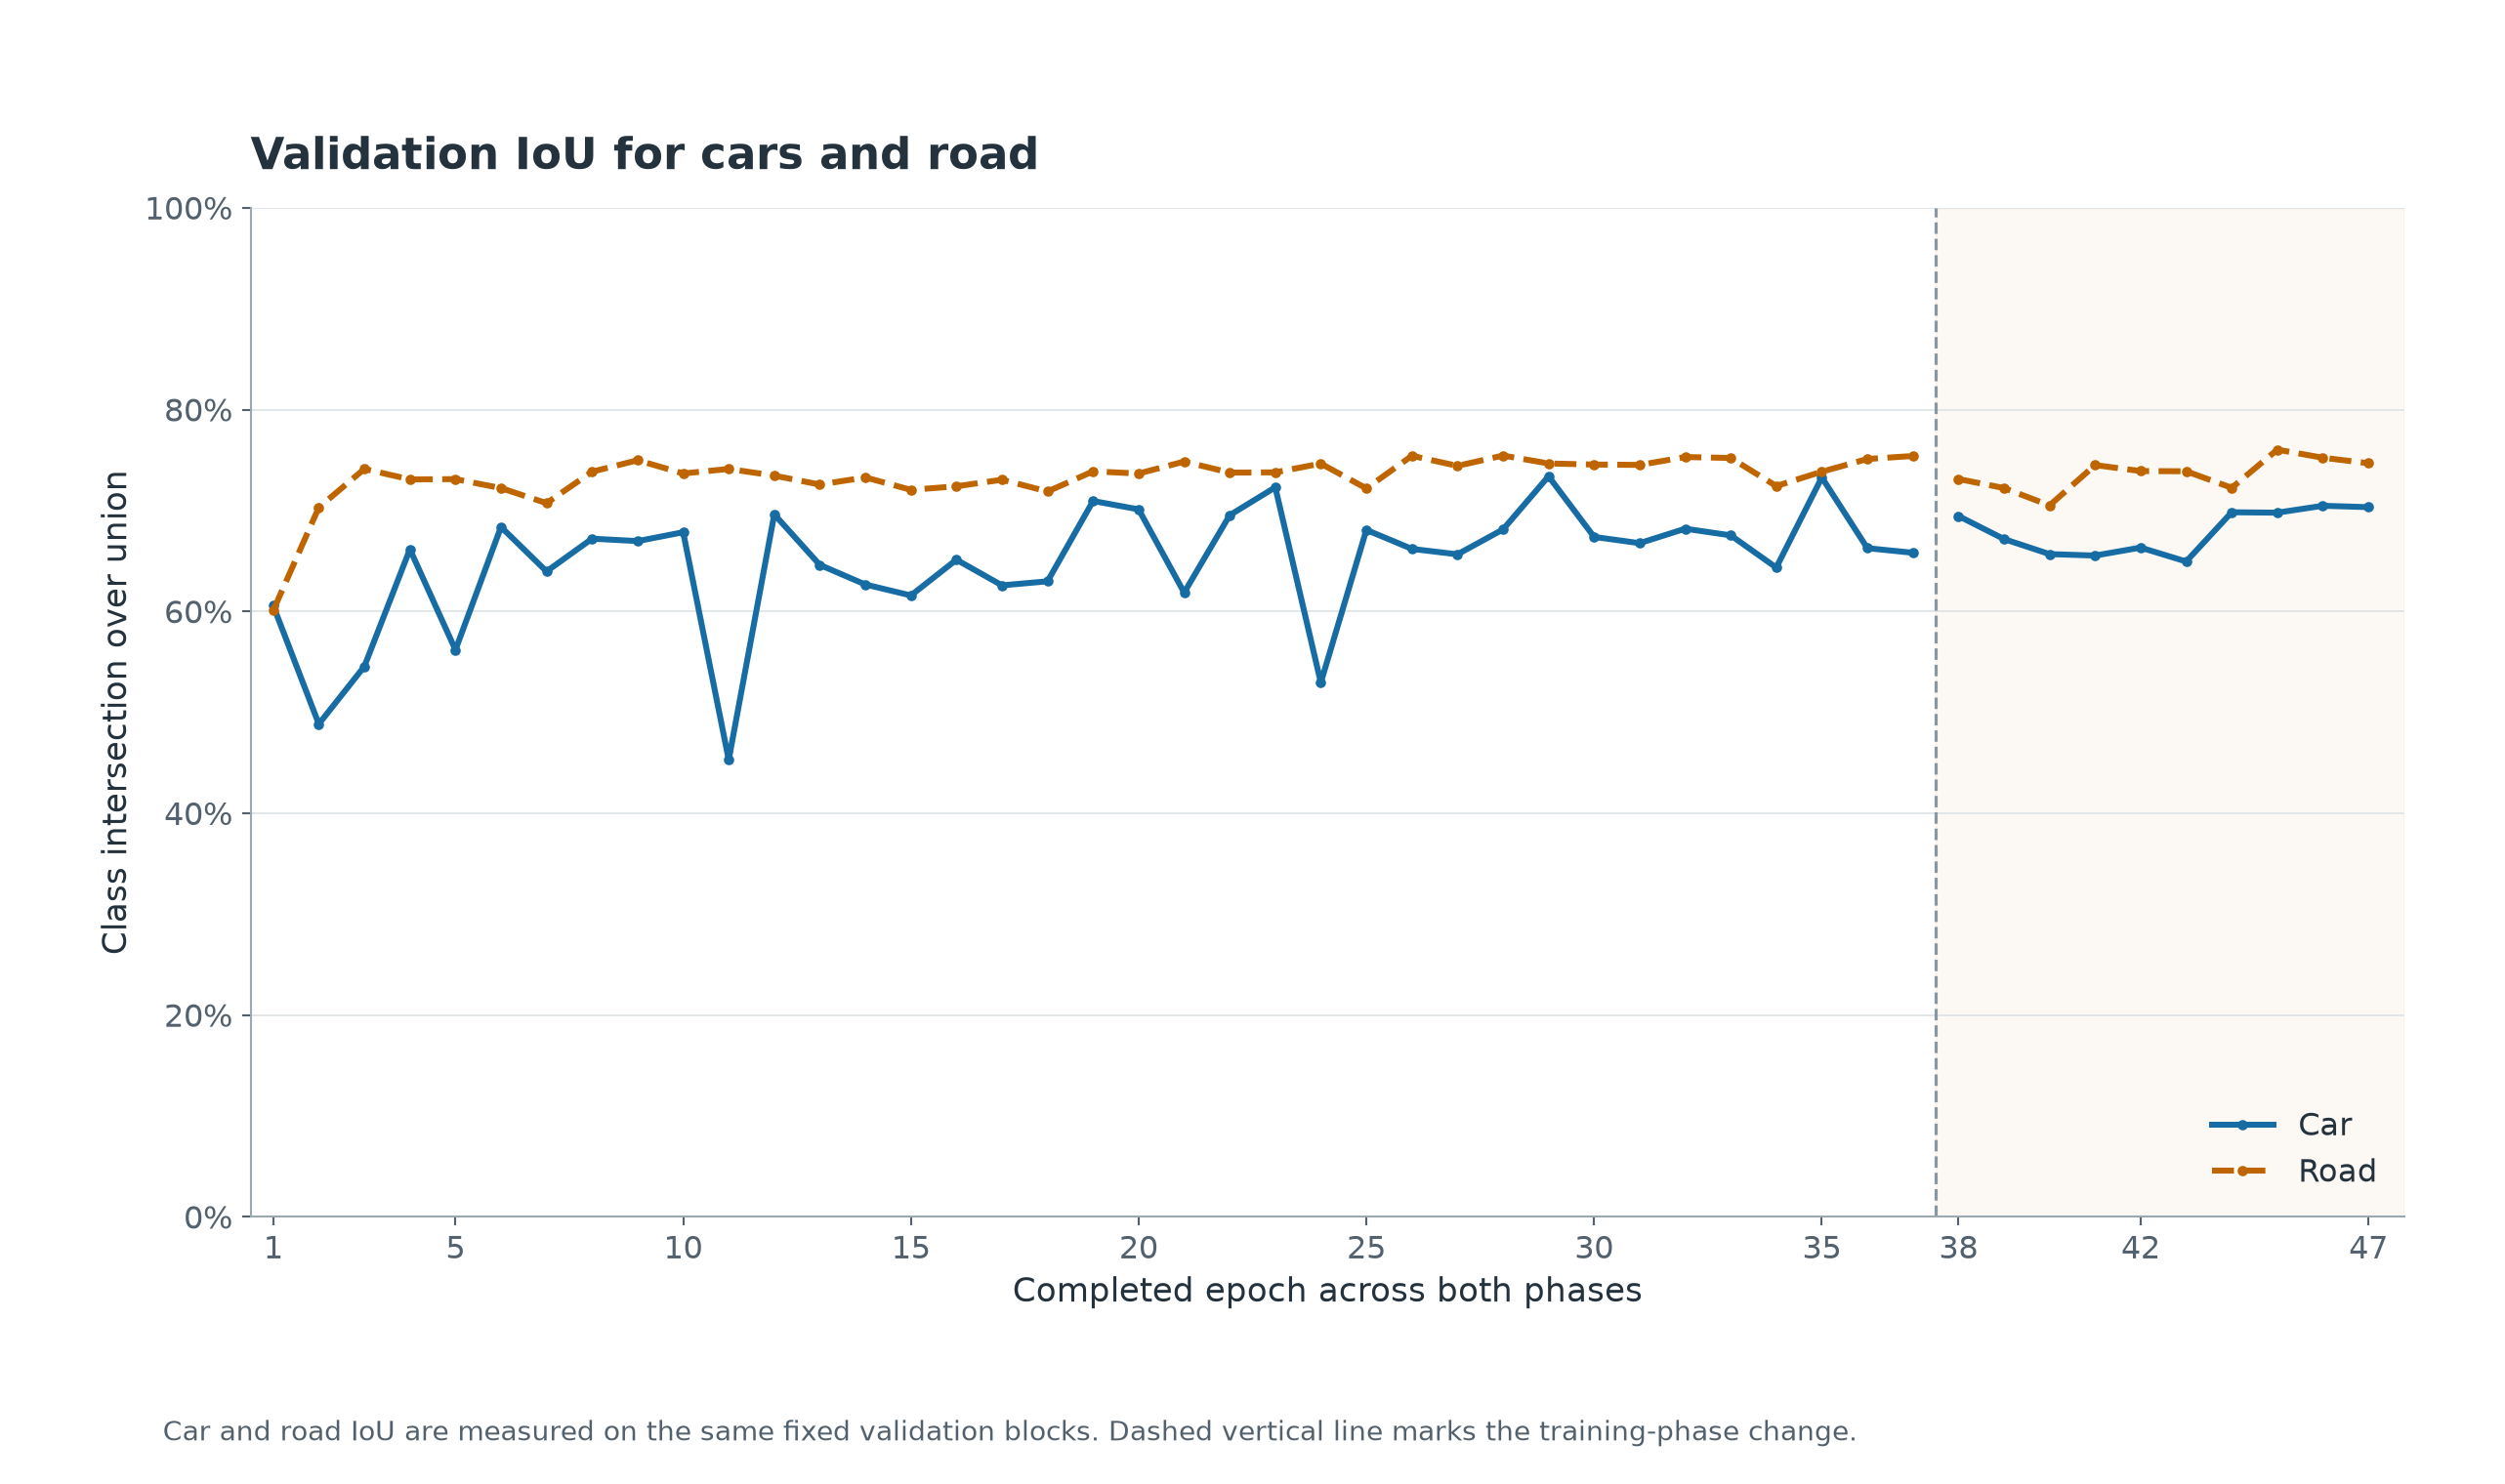 Validation IoU for cars and road
100%
80%
60%
40%
20%
0%
Class intersection over union
1 5 10 15 20 25 30 35 38 42 47
Completed epoch across both phases
Car
Road
Car and road IoU are measured on the same fixed validation blocks. Dashed vertical line marks the training-phase change.